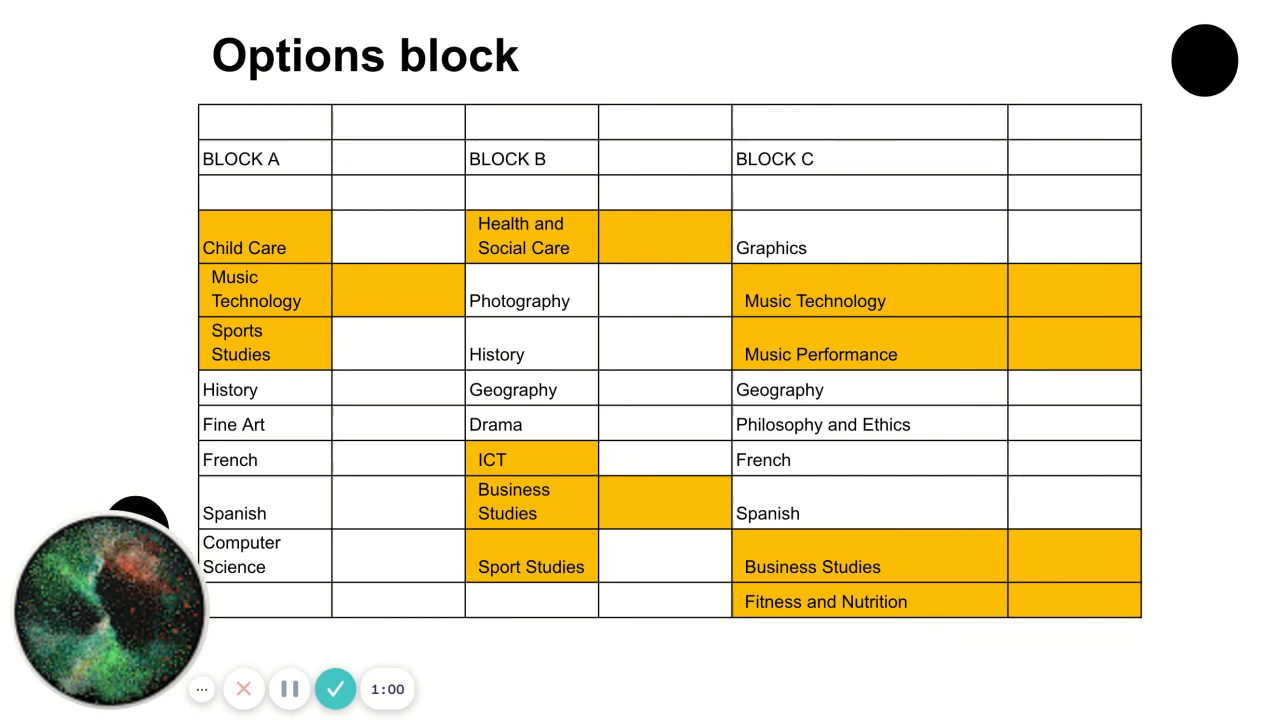 Options block
BLOCK A BLOCK B BLOCK C
Child Care Health and Social Care Graphics
Music Technology Photography Music Technology
Sports Studies History Music Performance
History Geography Geography
Fine Art Drama Philosophy and Ethics
French ICT French
Spanish Business Studies Spanish
Computer Science Sport Studies Business Studies
Fitness and Nutrition
1:00